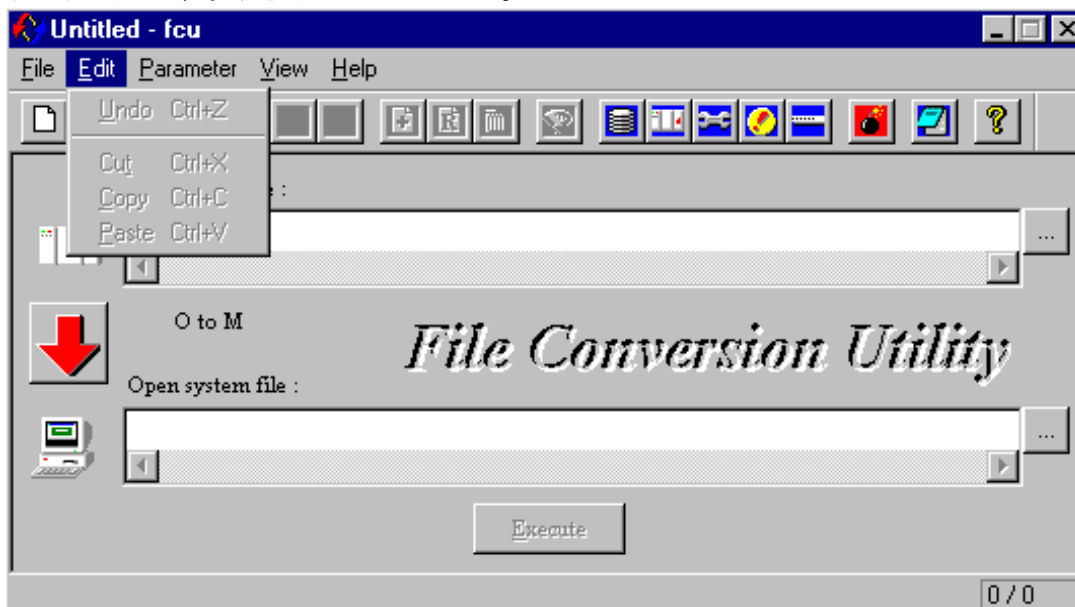 Untitled - fcu
File Edit Parameter View Help
Undo Ctrl+Z
Cut Ctrl+X
Copy Ctrl+C
Paste Ctrl+V
:
...
O to M
File Conversion Utility
Open system file :
...
Execute
0 / 0